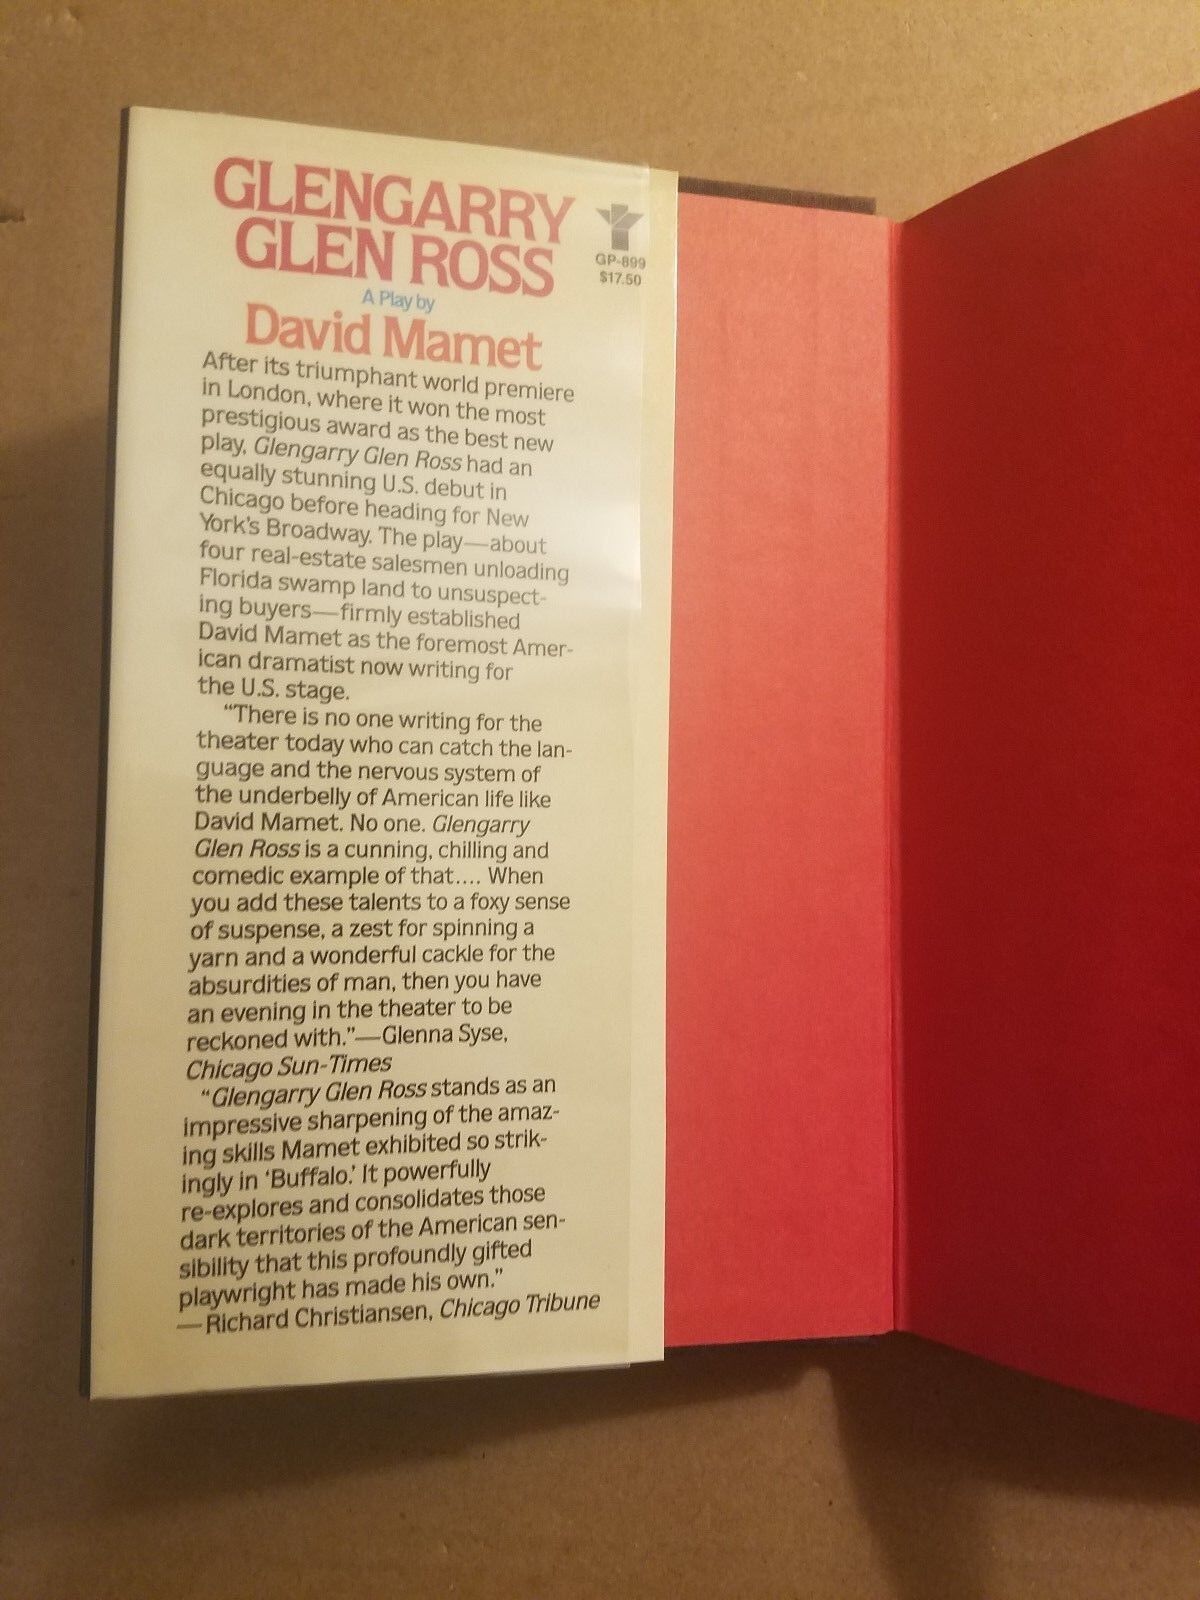 GLENGARRY
GLEN ROSS
GP-899
$17.50
A Play by
David Mamet
After its triumphant world premiere
in London, where it won the most
prestigious award as the best new
play, Glengarry Glen Ross had an
equally stunning U.S. debut in
Chicago before heading for New
York's Broadway. The play—about
four real-estate salesmen unloading
Florida swamp land to unsuspect-
ing buyers—firmly established
David Mamet as the foremost Amer-
ican dramatist now writing for
the U.S. stage.
“There is no one writing for the
theater today who can catch the lan-
guage and the nervous system of
the underbelly of American life like
David Mamet. No one. Glengarry
Glen Ross is a cunning, chilling and
comedic example of that.... When
you add these talents to a foxy sense
of suspense, a zest for spinning a
yarn and a wonderful cackle for the
absurdities of man, then you have
an evening in the theater to be
reckoned with.”—Glenna Syse,
Chicago Sun-Times
“Glengarry Glen Ross stands as an
impressive sharpening of the amaz-
ing skills Mamet exhibited so strik-
ingly in ‘Buffalo.’ It powerfully
re-explores and consolidates those
dark territories of the American sen-
sibility that this profoundly gifted
playwright has made his own.”
—Richard Christiansen, Chicago Tribune